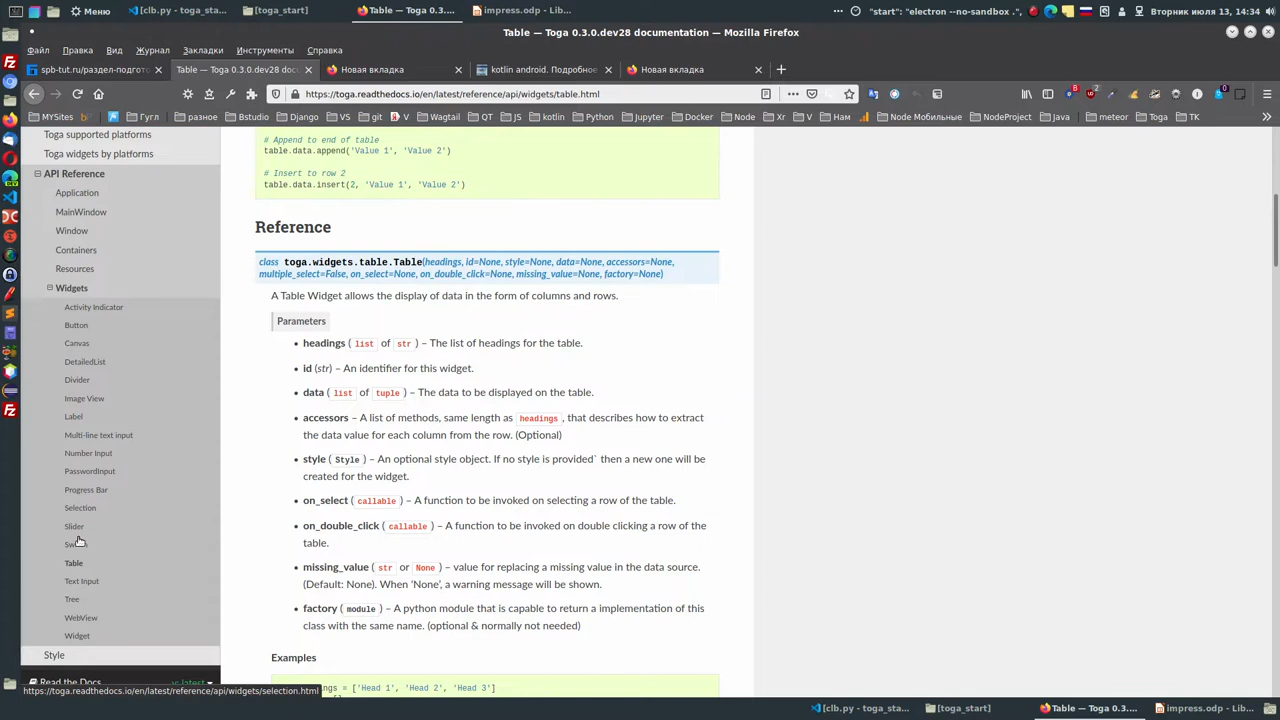 Меню
[clb.py — toga_sta...
[toga_start]
Table — Toga 0.3....
impress.odp - Lib...
"start": "electron --no-sandbox .",
Вторник июля 13, 14:34
Table — Toga 0.3.0.dev28 documentation — Mozilla Firefox
Файл Правка Вид Журнал Закладки Инструменты Справка
spb-tut.ru/раздел-подгото
Table — Toga 0.3.0.dev28 doc
Новая вкладка
kotlin android. Подробное
Новая вкладка
https://toga.readthedocs.io/en/latest/reference/api/widgets/table.html
MYSites
Гугл
разное
Bstudio
Django
VS
git
V
Wagtail
QT
JS
kotlin
Python
Jupyter
Docker
Node
Xr
V
Нам
Node Мобильные
NodeProject
Java
meteor
Toga
TK
Toga supported platforms
Toga widgets by platforms
API Reference
Application
MainWindow
Window
Containers
Resources
Widgets
Activity Indicator
Button
Canvas
DetailedList
Divider
Image View
Label
Multi-line text input
Number Input
PasswordInput
Progress Bar
Selection
Slider
Table
Text Input
Tree
WebView
Widget
Style
Read the Docs
v: latest
# Append to end of table
table.data.append('Value 1', 'Value 2')
# Insert to row 2
table.data.insert(2, 'Value 1', 'Value 2')
Reference
class toga.widgets.table.Table(headings, id=None, style=None, data=None, accessors=None,
multiple_select=False, on_select=None, on_double_click=None, missing_value=None, factory=None)
A Table Widget allows the display of data in the form of columns and rows.
Parameters
• headings ( list of str ) – The list of headings for the table.
• id (str) – An identifier for this widget.
• data ( list of tuple ) – The data to be displayed on the table.
• accessors – A list of methods, same length as headings , that describes how to extract
the data value for each column from the row. (Optional)
• style ( Style ) – An optional style object. If no style is provided` then a new one will be
created for the widget.
• on_select ( callable ) – A function to be invoked on selecting a row of the table.
• on_double_click ( callable ) – A function to be invoked on double clicking a row of the
table.
• missing_value ( str or None ) – value for replacing a missing value in the data source.
(Default: None). When ‘None’, a warning message will be shown.
• factory ( module ) – A python module that is capable to return a implementation of this
class with the same name. (optional & normally not needed)
Examples
= ['Head 1', 'Head 2', 'Head 3']
https://toga.readthedocs.io/en/latest/reference/api/widgets/selection.html
[clb.py — toga_sta...
[toga_start]
Table — Toga 0.3....
impress.odp - Lib...